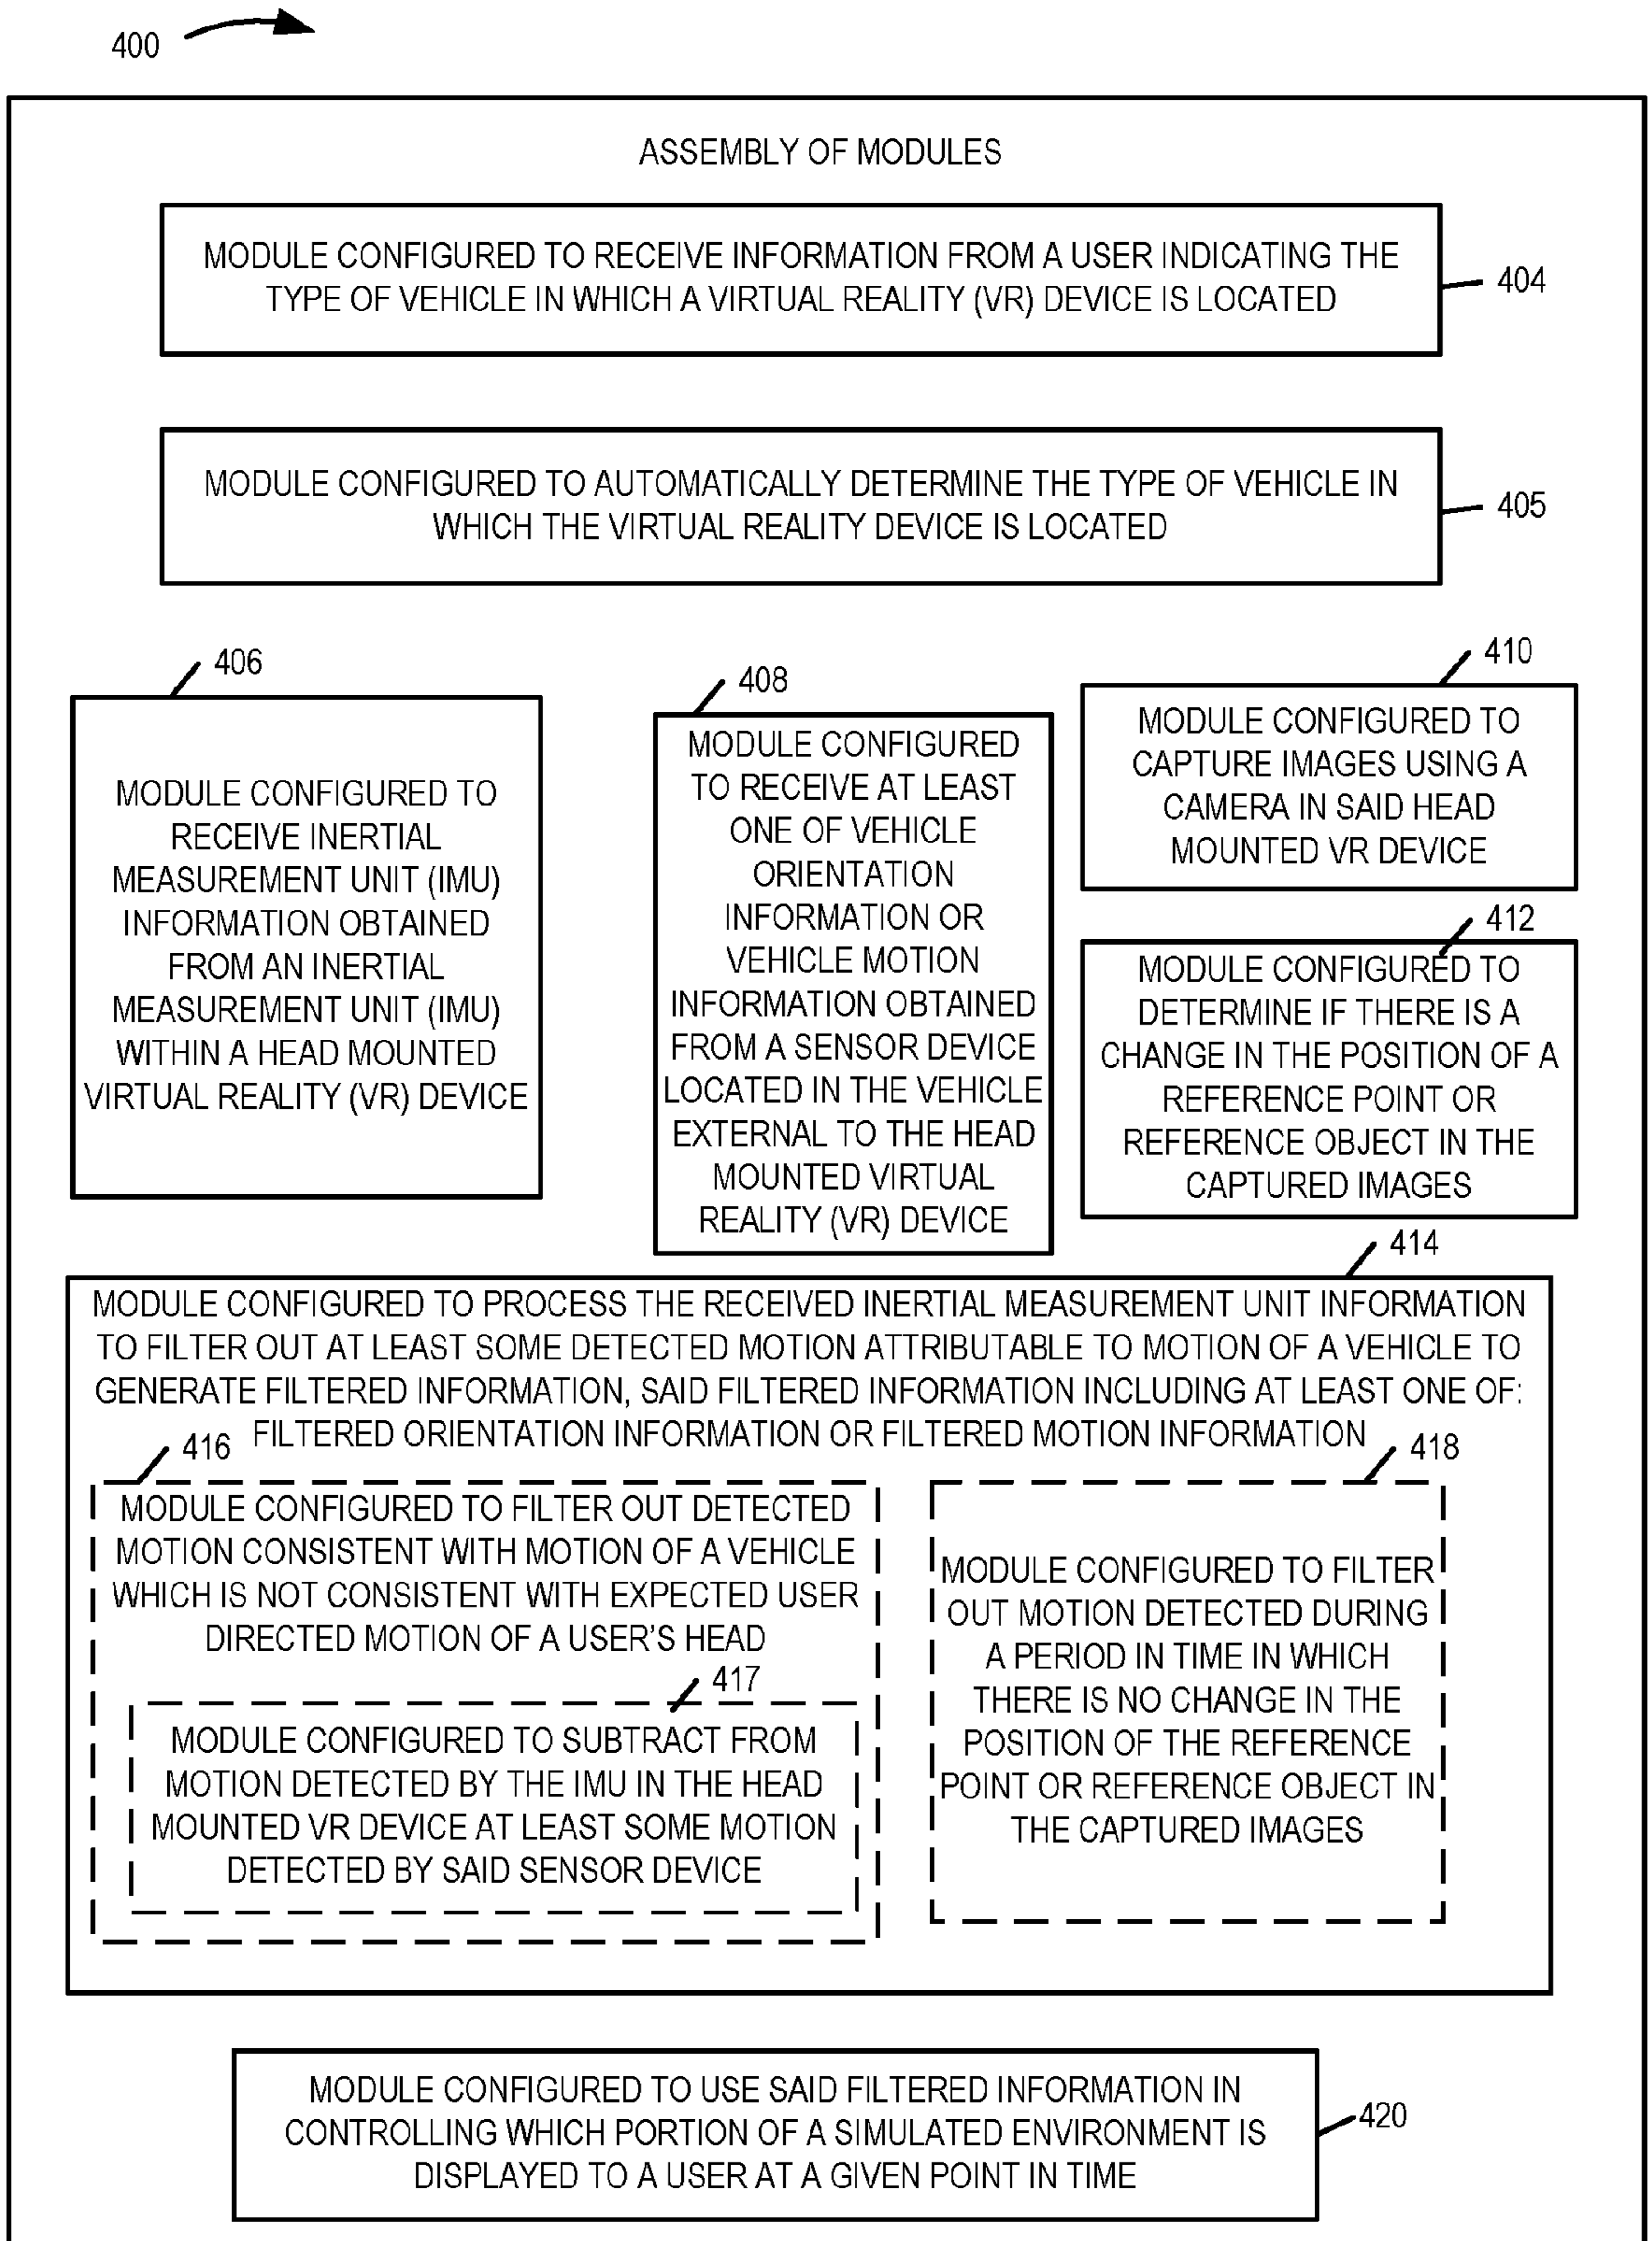 400
ASSEMBLY OF MODULES
MODULE CONFIGURED TO RECEIVE INFORMATION FROM A USER INDICATING THE
TYPE OF VEHICLE IN WHICH A VIRTUAL REALITY (VR) DEVICE IS LOCATED
404
MODULE CONFIGURED TO AUTOMATICALLY DETERMINE THE TYPE OF VEHICLE IN
WHICH THE VIRTUAL REALITY DEVICE IS LOCATED
405
406
MODULE CONFIGURED TO
RECEIVE INERTIAL
MEASUREMENT UNIT (IMU)
INFORMATION OBTAINED
FROM AN INERTIAL
MEASUREMENT UNIT (IMU)
WITHIN A HEAD MOUNTED
VIRTUAL REALITY (VR) DEVICE
408
MODULE CONFIGURED
TO RECEIVE AT LEAST
ONE OF VEHICLE
ORIENTATION
INFORMATION OR
VEHICLE MOTION
INFORMATION OBTAINED
FROM A SENSOR DEVICE
LOCATED IN THE VEHICLE
EXTERNAL TO THE HEAD
MOUNTED VIRTUAL
REALITY (VR) DEVICE
410
MODULE CONFIGURED TO
CAPTURE IMAGES USING A
CAMERA IN SAID HEAD
MOUNTED VR DEVICE
412
MODULE CONFIGURED TO
DETERMINE IF THERE IS A
CHANGE IN THE POSITION OF A
REFERENCE POINT OR
REFERENCE OBJECT IN THE
CAPTURED IMAGES
414
MODULE CONFIGURED TO PROCESS THE RECEIVED INERTIAL MEASUREMENT UNIT INFORMATION
TO FILTER OUT AT LEAST SOME DETECTED MOTION ATTRIBUTABLE TO MOTION OF A VEHICLE TO
GENERATE FILTERED INFORMATION, SAID FILTERED INFORMATION INCLUDING AT LEAST ONE OF:
FILTERED ORIENTATION INFORMATION OR FILTERED MOTION INFORMATION
416
MODULE CONFIGURED TO FILTER OUT DETECTED
MOTION CONSISTENT WITH MOTION OF A VEHICLE
WHICH IS NOT CONSISTENT WITH EXPECTED USER
DIRECTED MOTION OF A USER'S HEAD
417
MODULE CONFIGURED TO SUBTRACT FROM
MOTION DETECTED BY THE IMU IN THE HEAD
MOUNTED VR DEVICE AT LEAST SOME MOTION
DETECTED BY SAID SENSOR DEVICE
418
MODULE CONFIGURED TO FILTER
OUT MOTION DETECTED DURING
A PERIOD IN TIME IN WHICH
THERE IS NO CHANGE IN THE
POSITION OF THE REFERENCE
POINT OR REFERENCE OBJECT IN
THE CAPTURED IMAGES
MODULE CONFIGURED TO USE SAID FILTERED INFORMATION IN
CONTROLLING WHICH PORTION OF A SIMULATED ENVIRONMENT IS
DISPLAYED TO A USER AT A GIVEN POINT IN TIME
420